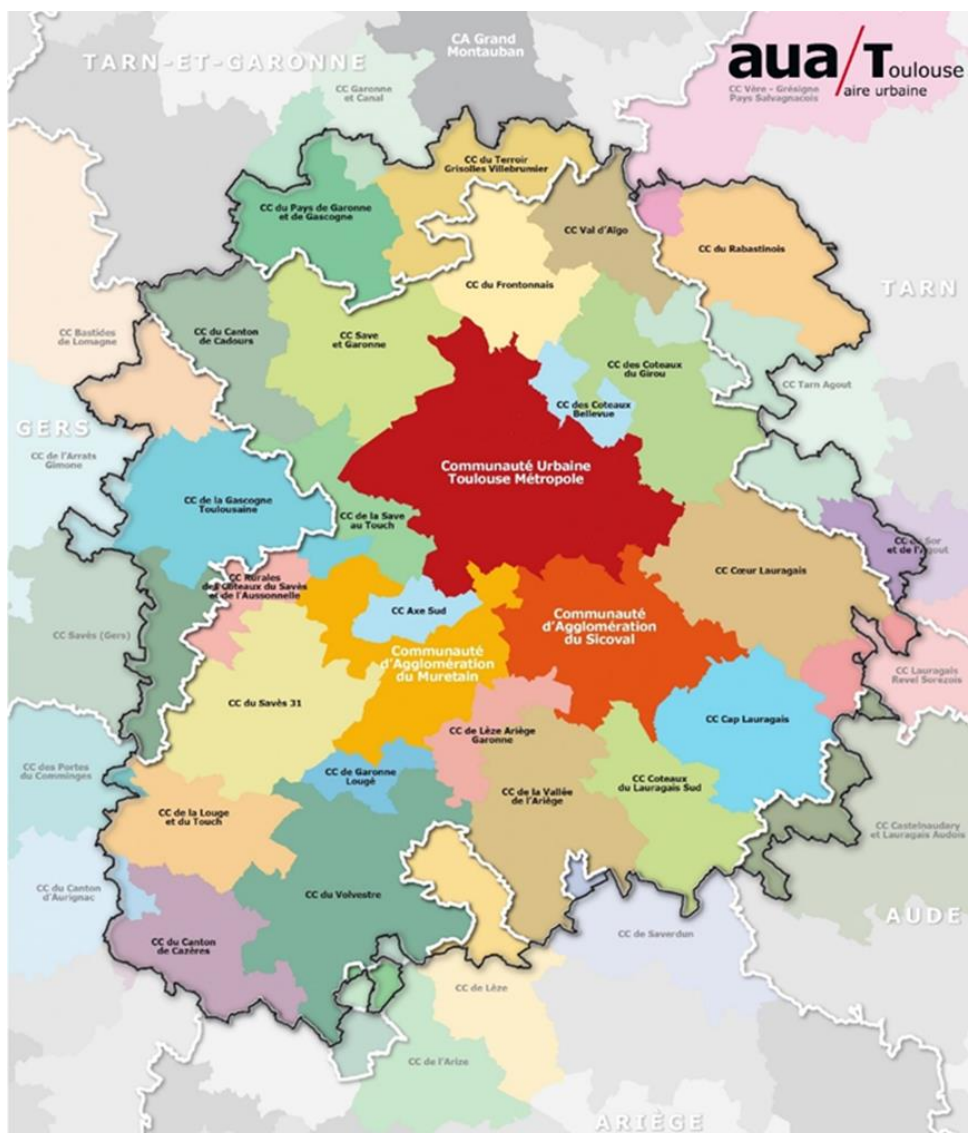 CA Grand
Montauban
aua/Toulouse
aire urbaine
TARN-ET-GARONNE
CC Garonne
et Canal
CC Vère - Grésigne
Pays Salvagnacois
CC du Terroir
Grisolles Villebrumier
CC du Pays de Garonne
et de Gascogne
CC Val d'Aïgo
CC du Rabastinois
CC du Frontonnais
TARN
CC Bastides
de Lomagne
CC du Canton
de Cadours
CC Save
et Garonne
CC des Coteaux
du Girou
CC Tarn Agout
CC des Coteaux
Bellevue
GERS
CC de l'Arrats
Gimone
Communauté Urbaine
Toulouse Métropole
CC de la Gascogne
Toulousaine
CC de la Save
au Touch
CC du Sor
et de l'Agout
CC Cœur Lauragais
CC Rurales
des Coteaux du Savès
et de l'Aussonnelle
CC Axe Sud
Communauté
d'Agglomération
du Sicoval
CC Savès (Gers)
Communauté
d'Agglomération
du Muretain
CC Lauragais
Revel Sorézois
CC du Savès 31
CC Cap Lauragais
CC de Lèze Ariège
Garonne
CC des Portes
du Comminges
CC de Garonne
Lougé
CC de la Vallée
de l'Ariège
CC Coteaux
du Lauragais Sud
CC de la Louge
et du Touch
CC Castelnaudary
et Lauragais Audois
CC du Canton
d'Aurignac
CC du Volvestre
AUDE
CC du Canton
de Cazères
CC de Saverdun
CC de Lèze
CC de l'Arize
ARIÈGE